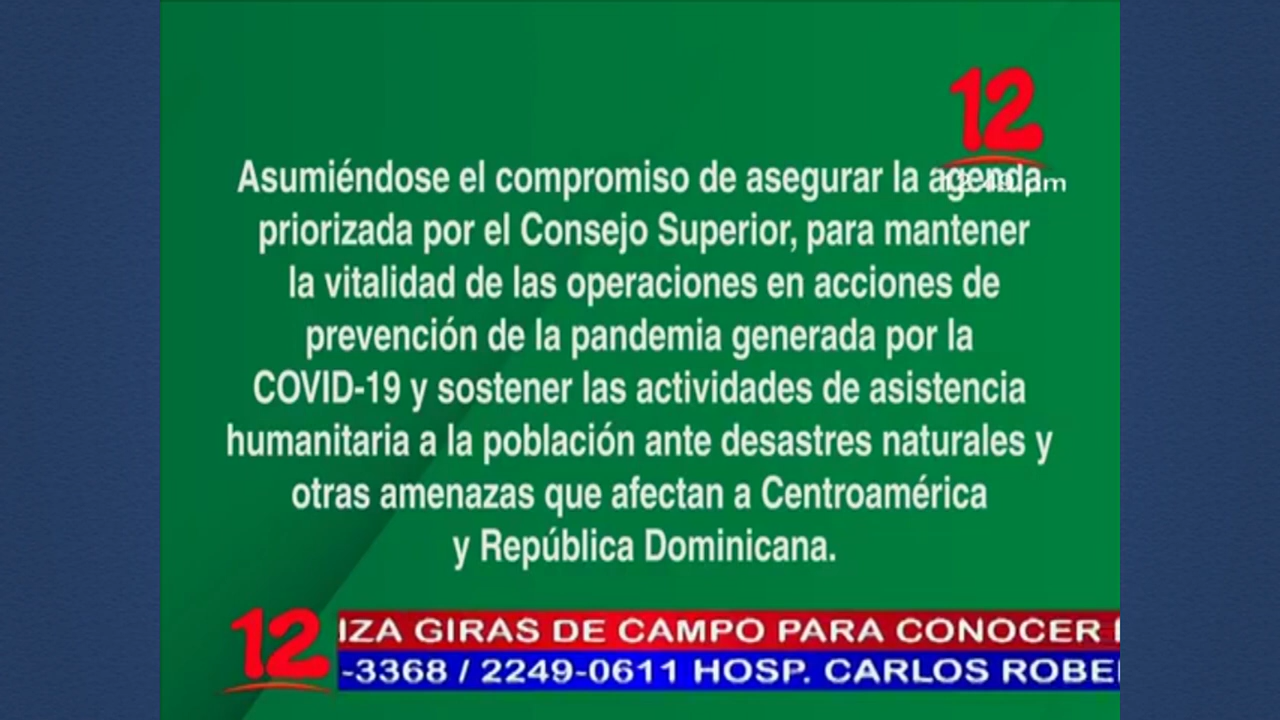 12
Asumiéndose el compromiso de asegurar la agenda
priorizada por el Consejo Superior, para mantener
la vitalidad de las operaciones en acciones de
prevención de la pandemia generada por la
COVID-19 y sostener las actividades de asistencia
humanitaria a la población ante desastres naturales y
otras amenazas que afectan a Centroamérica
y República Dominicana.
12
IZA GIRAS DE CAMPO PARA CONOCER
-3368 / 2249-0611 HOSP. CARLOS ROBE